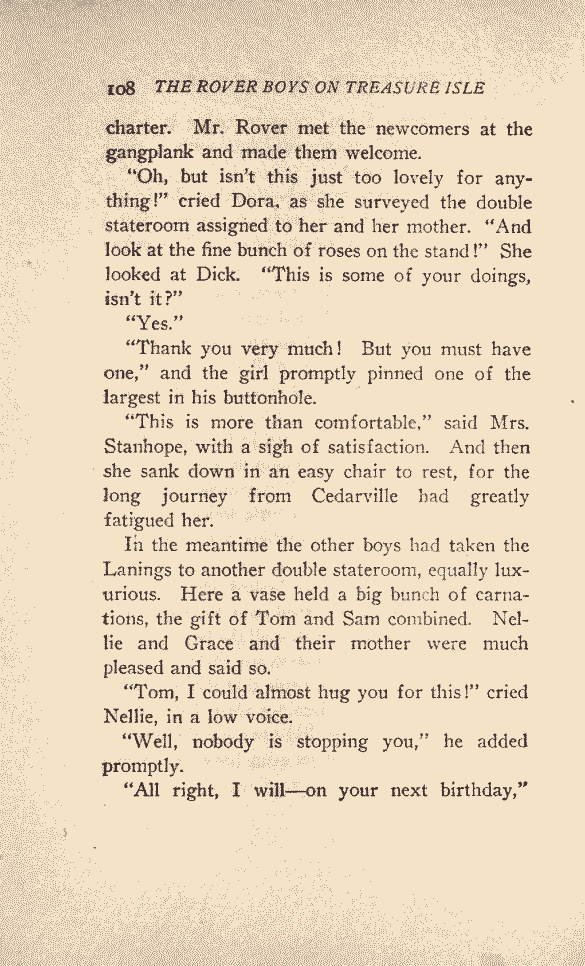 108 THE ROVER BOYS ON TREASURE ISLE
charter. Mr. Rover met the newcomers at the
gangplank and made them welcome.
“Oh, but isn’t this just too lovely for any-
thing!” cried Dora, as she surveyed the double
stateroom assigned to her and her mother. “And
look at the fine bunch of roses on the stand!” She
looked at Dick. “This is some of your doings,
isn’t it?”
“Yes.”
“Thank you very much! But you must have
one,” and the girl promptly pinned one of the
largest in his buttonhole.
“This is more than comfortable,” said Mrs.
Stanhope, with a sigh of satisfaction. And then
she sank down in an easy chair to rest, for the
long journey from Cedarville had greatly
fatigued her.
In the meantime the other boys had taken the
Lanings to another double stateroom, equally lux-
urious. Here a vase held a big bunch of carna-
tions, the gift of Tom and Sam combined. Nel-
lie and Grace and their mother were much
pleased and said so.
“Tom, I could almost hug you for this!” cried
Nellie, in a low voice.
“Well, nobody is stopping you,” he added
promptly.
“All right, I will—on your next birthday,”